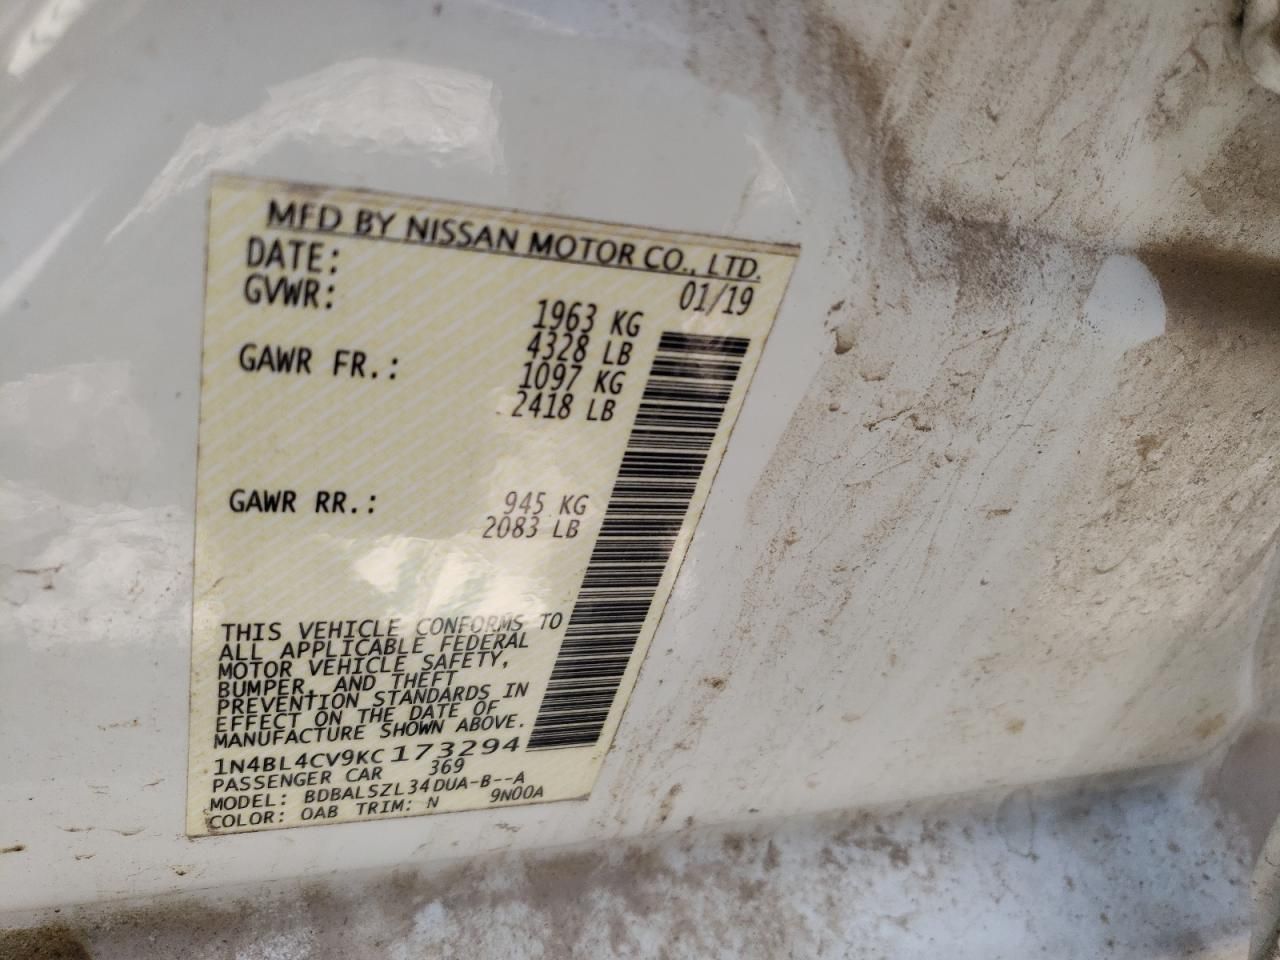 MFD BY NISSAN MOTOR CO., LTD.
DATE: 01/19
GVWR: 1963 KG
4328 LB
GAWR FR.: 1097 KG
2418 LB
GAWR RR.: 945 KG
2083 LB
THIS VEHICLE CONFORMS TO
ALL APPLICABLE FEDERAL
MOTOR VEHICLE SAFETY,
BUMPER, AND THEFT
PREVENTION STANDARDS IN
EFFECT ON THE DATE OF
MANUFACTURE SHOWN ABOVE.
1N4BL4CV9KC173294
PASSENGER CAR 369
MODEL: BDBALSZL34DUA-B--A
COLOR: QAB TRIM: N 9N00A